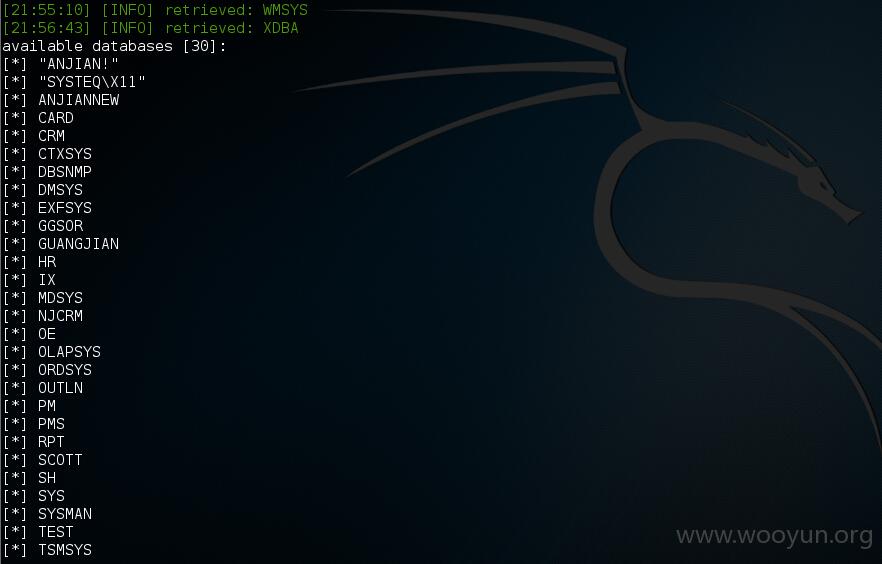 [21:55:10] [INFO] retrieved: WMSYS
[21:56:43] [INFO] retrieved: XDBA
available databases [30]:
[*] "ANJIAN!"
[*] "SYSTEQ\X11"
[*] ANJIANNEW
[*] CARD
[*] CRM
[*] CTXSYS
[*] DBSNMP
[*] DMSYS
[*] EXFSYS
[*] GGSOR
[*] GUANGJIAN
[*] HR
[*] IX
[*] MDSYS
[*] NJCRM
[*] OE
[*] OLAPSYS
[*] ORDSYS
[*] OUTLN
[*] PM
[*] PMS
[*] RPT
[*] SCOTT
[*] SH
[*] SYS
[*] SYSMAN
[*] TEST
[*] TSMSYS
www.wooyun.org